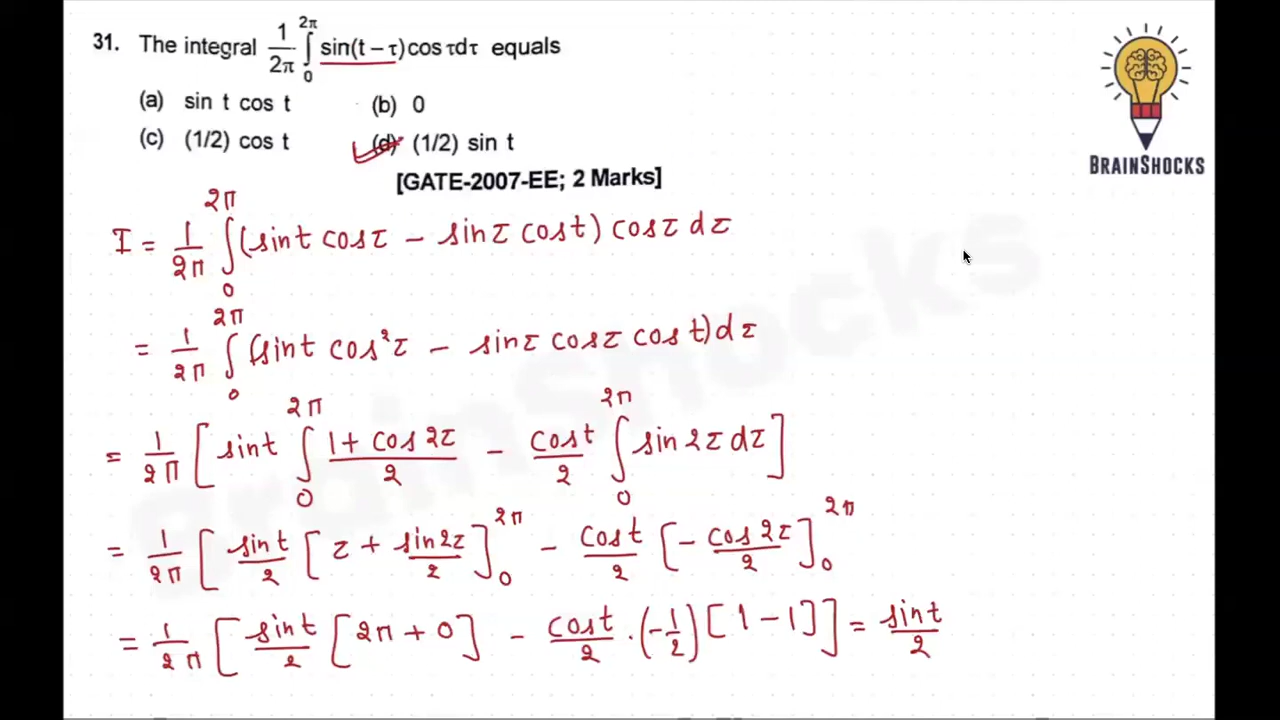 31. The integral 1/2π ∫₀^2π sin(t – τ)cos τdτ equals
(a) sin t cos t (b) 0
(c) (1/2) cos t (d) (1/2) sin t
[GATE-2007-EE; 2 Marks]
BRAINSHOCKS
I = 1/2π ∫₀^2π (sint cosτ – sinτ cost) cosτ dτ
= 1/2π ∫₀^2π (sint cos²τ – sinτ cosτ cost) dτ
= 1/2π [ sint ∫₀^2π (1 + cos2τ)/2 – cost/2 ∫₀^2π sin2τ dτ ]
= 1/2π [ sint/2 [ τ + sin2τ/2 ]₀^2π – cost/2 [ – cos2τ/2 ]₀^2π
= 1/2π [ sint/2 [2π + 0] – cost/2 · (–1/2) [1 – 1] ] = sint/2
BrainShocks